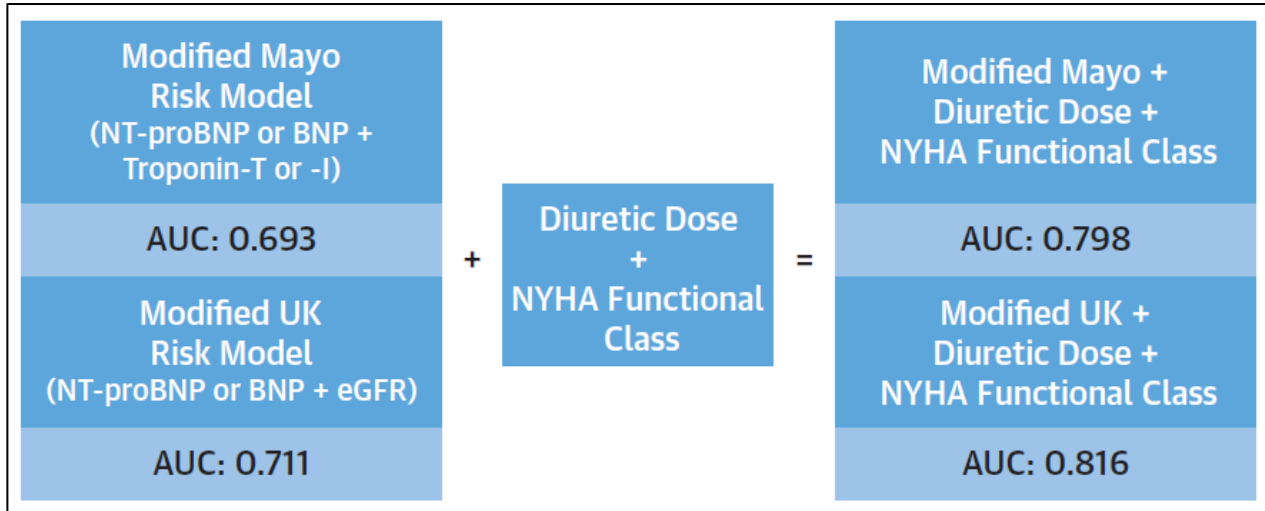 Modified Mayo
Risk Model
(NT-proBNP or BNP +
Troponin-T or -I)
AUC: 0.693
Modified UK
Risk Model
(NT-proBNP or BNP + eGFR)
AUC: 0.711
+
Diuretic Dose
+
NYHA Functional
Class
=
Modified Mayo +
Diuretic Dose +
NYHA Functional Class
AUC: 0.798
Modified UK +
Diuretic Dose +
NYHA Functional Class
AUC: 0.816